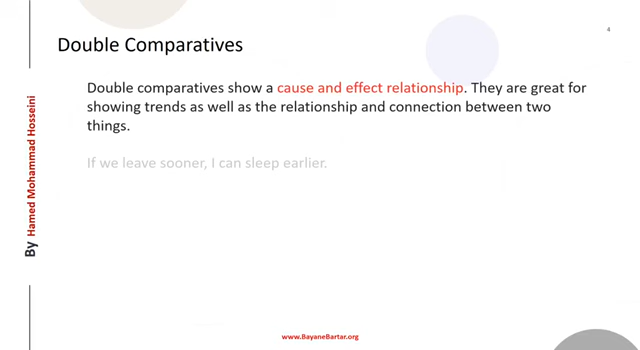 4
Double Comparatives
Double comparatives show a cause and effect relationship. They are great for
showing trends as well as the relationship and connection between two
things.
If we leave sooner, I can sleep earlier.
By Hamed Mohammad Hosseini
www.BayaneBartar.org